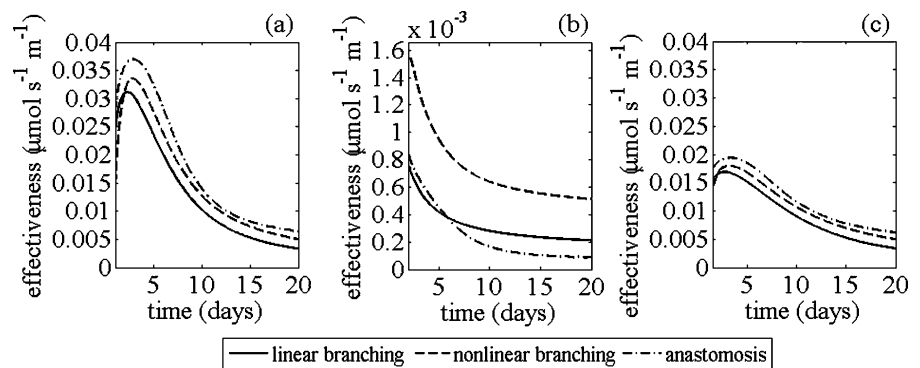 (a)
effectiveness (μmol s⁻¹ m⁻¹)
0.04
0.035
0.03
0.025
0.02
0.015
0.01
0.005
0
5 10 15 20
time (days)
x 10⁻³ (b)
effectiveness (μmol s⁻¹ m⁻¹)
1.6
1.4
1.2
1
0.8
0.6
0.4
0.2
0
5 10 15 20
time (days)
(c)
effectiveness (μmol s⁻¹ m⁻¹)
0.04
0.035
0.03
0.025
0.02
0.015
0.01
0.005
0
5 10 15 20
time (days)
linear branching nonlinear branching anastomosis